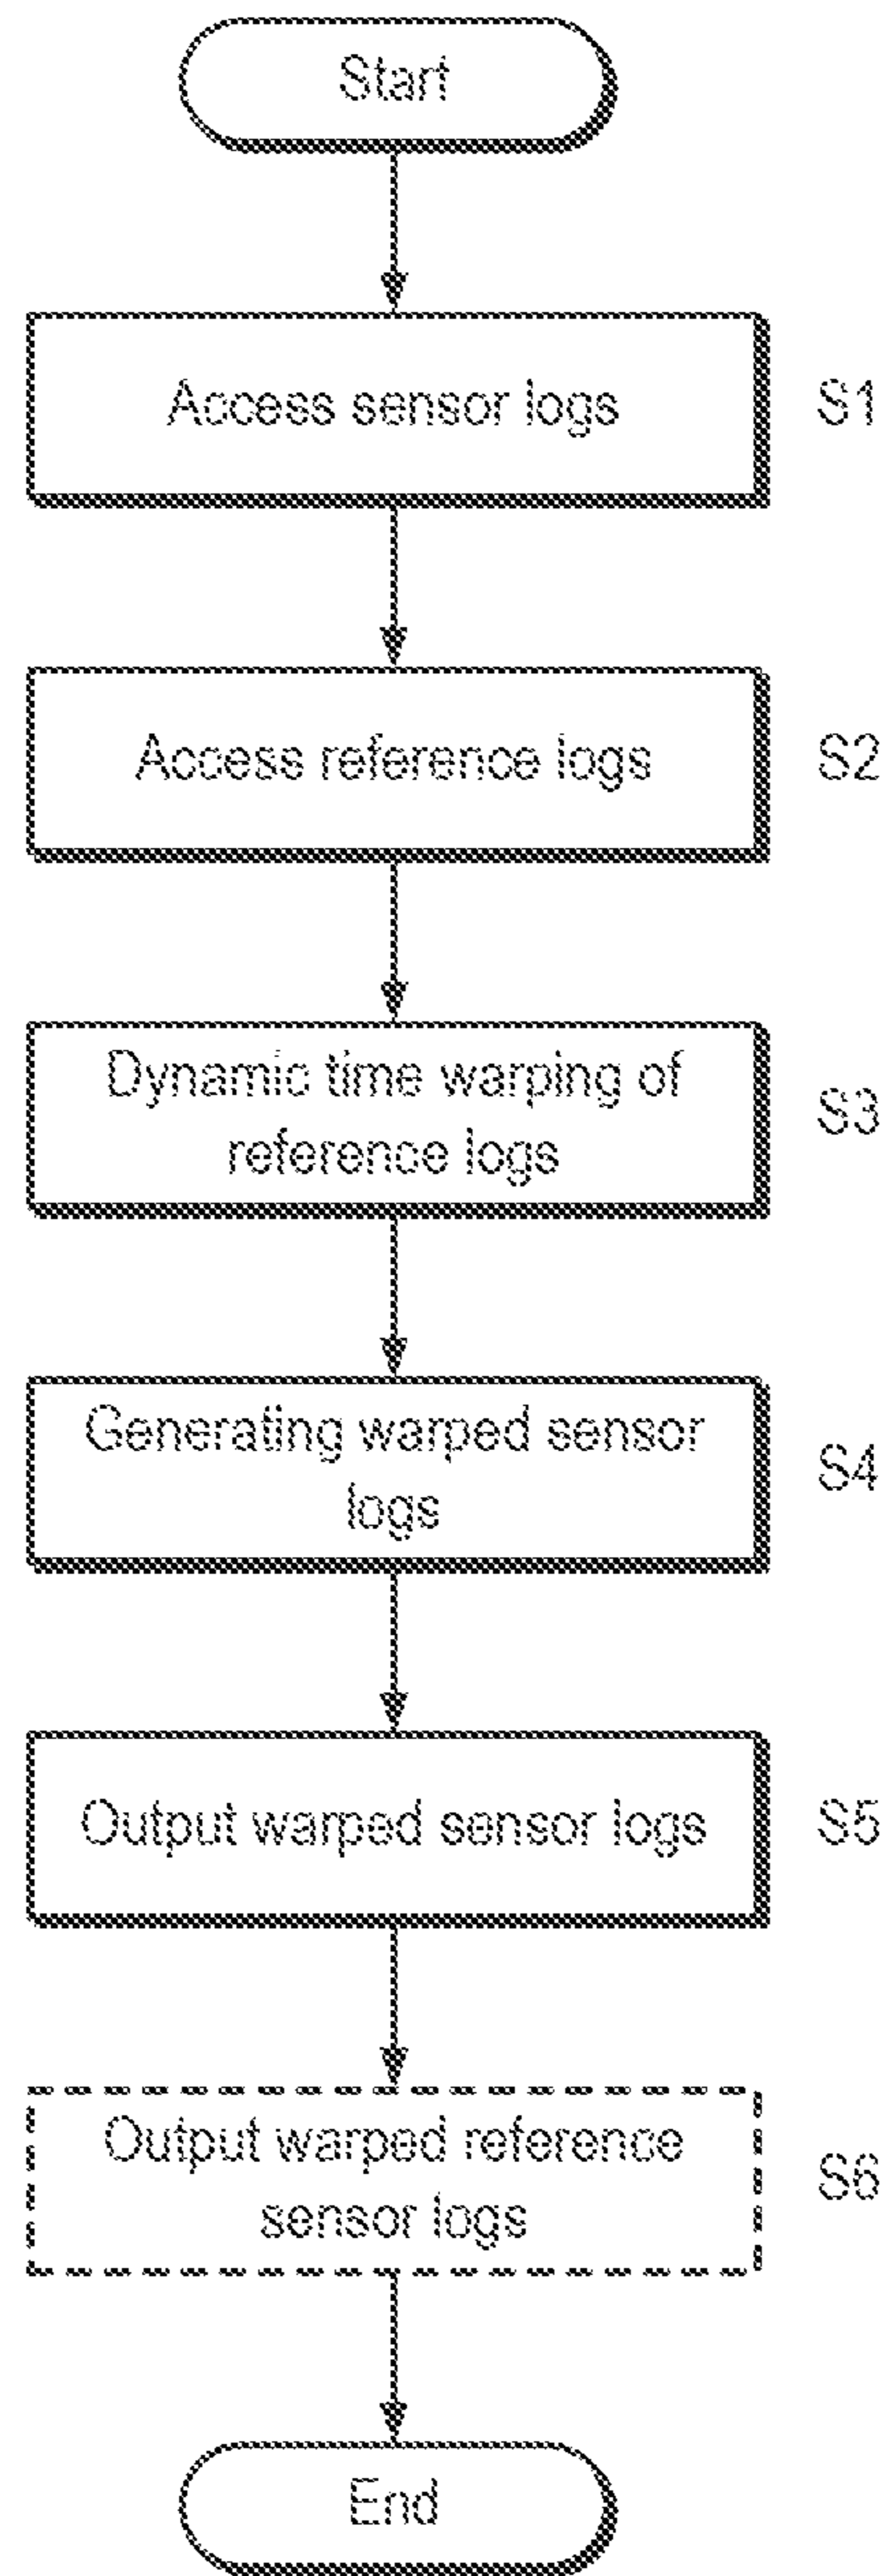 Start
Access sensor logs
S1
Access reference logs
S2
Dynamic time warping of
reference logs
S3
Generating warped sensor
logs
S4
Output warped sensor logs
S5
Output warped reference
sensor logs
S6
End